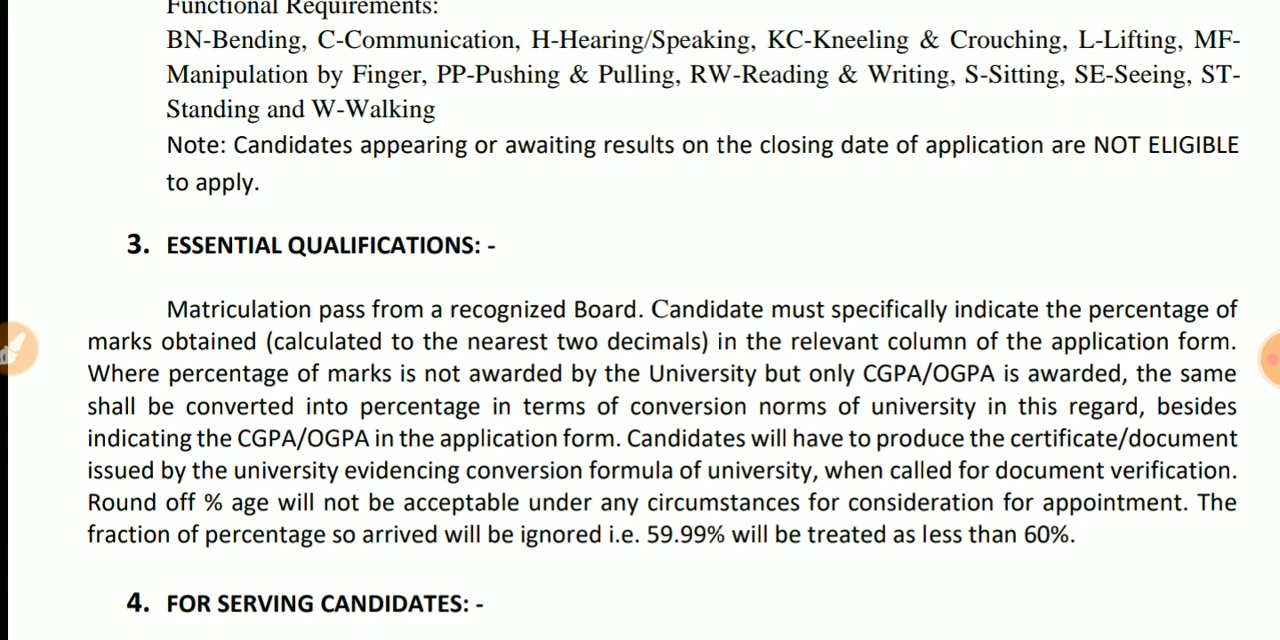 Functional Requirements:
BN-Bending, C-Communication, H-Hearing/Speaking, KC-Kneeling & Crouching, L-Lifting, MF-
Manipulation by Finger, PP-Pushing & Pulling, RW-Reading & Writing, S-Sitting, SE-Seeing, ST-
Standing and W-Walking
Note: Candidates appearing or awaiting results on the closing date of application are NOT ELIGIBLE
to apply.
3. ESSENTIAL QUALIFICATIONS: -
Matriculation pass from a recognized Board. Candidate must specifically indicate the percentage of
marks obtained (calculated to the nearest two decimals) in the relevant column of the application form.
Where percentage of marks is not awarded by the University but only CGPA/OGPA is awarded, the same
shall be converted into percentage in terms of conversion norms of university in this regard, besides
indicating the CGPA/OGPA in the application form. Candidates will have to produce the certificate/document
issued by the university evidencing conversion formula of university, when called for document verification.
Round off % age will not be acceptable under any circumstances for consideration for appointment. The
fraction of percentage so arrived will be ignored i.e. 59.99% will be treated as less than 60%.
4. FOR SERVING CANDIDATES: -